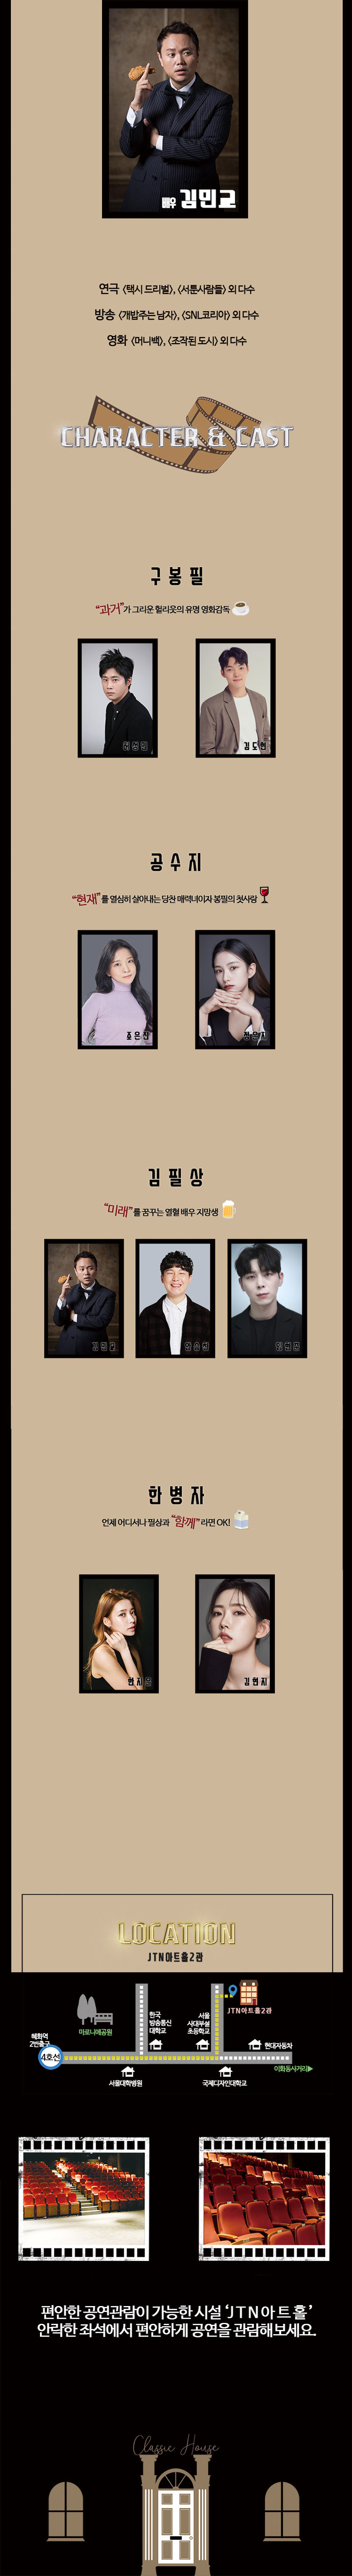 배우 김민교
연극 <택시 드리벌>, <서툰사람들> 외 다수
방송 <개밥주는 남자>, <SNL코리아> 외 다수
영화 <머니백>, <조작된 도시> 외 다수
CHARACTER & CAST
구봉필
"과거"가 그리운 헐리웃의 유명 영화감독
김도현
공수지
"현재"를 열심히 살아내는 당찬 매력녀이자 봉필의 첫사랑
조은진
김필상
"미래"를 꿈꾸는 열혈 배우 지망생
김민교
한병자
언제 어디서나 필상과 "함께"라면 OK!
김현지
LOCATION
JTN아트홀2관
JTN아트홀2관
마로니에공원
한국
방송통신
대학교
서울
사대부설
초등학교
혜화역
2번출구
4호선
현대자동차
이화동사거리▶
서울대학병원
국제디자인대학교
편안한 공연관람이 가능한 시설 'JTN아트홀'
안락한 좌석에서 편안하게 공연을 관람해보세요.
Classic House